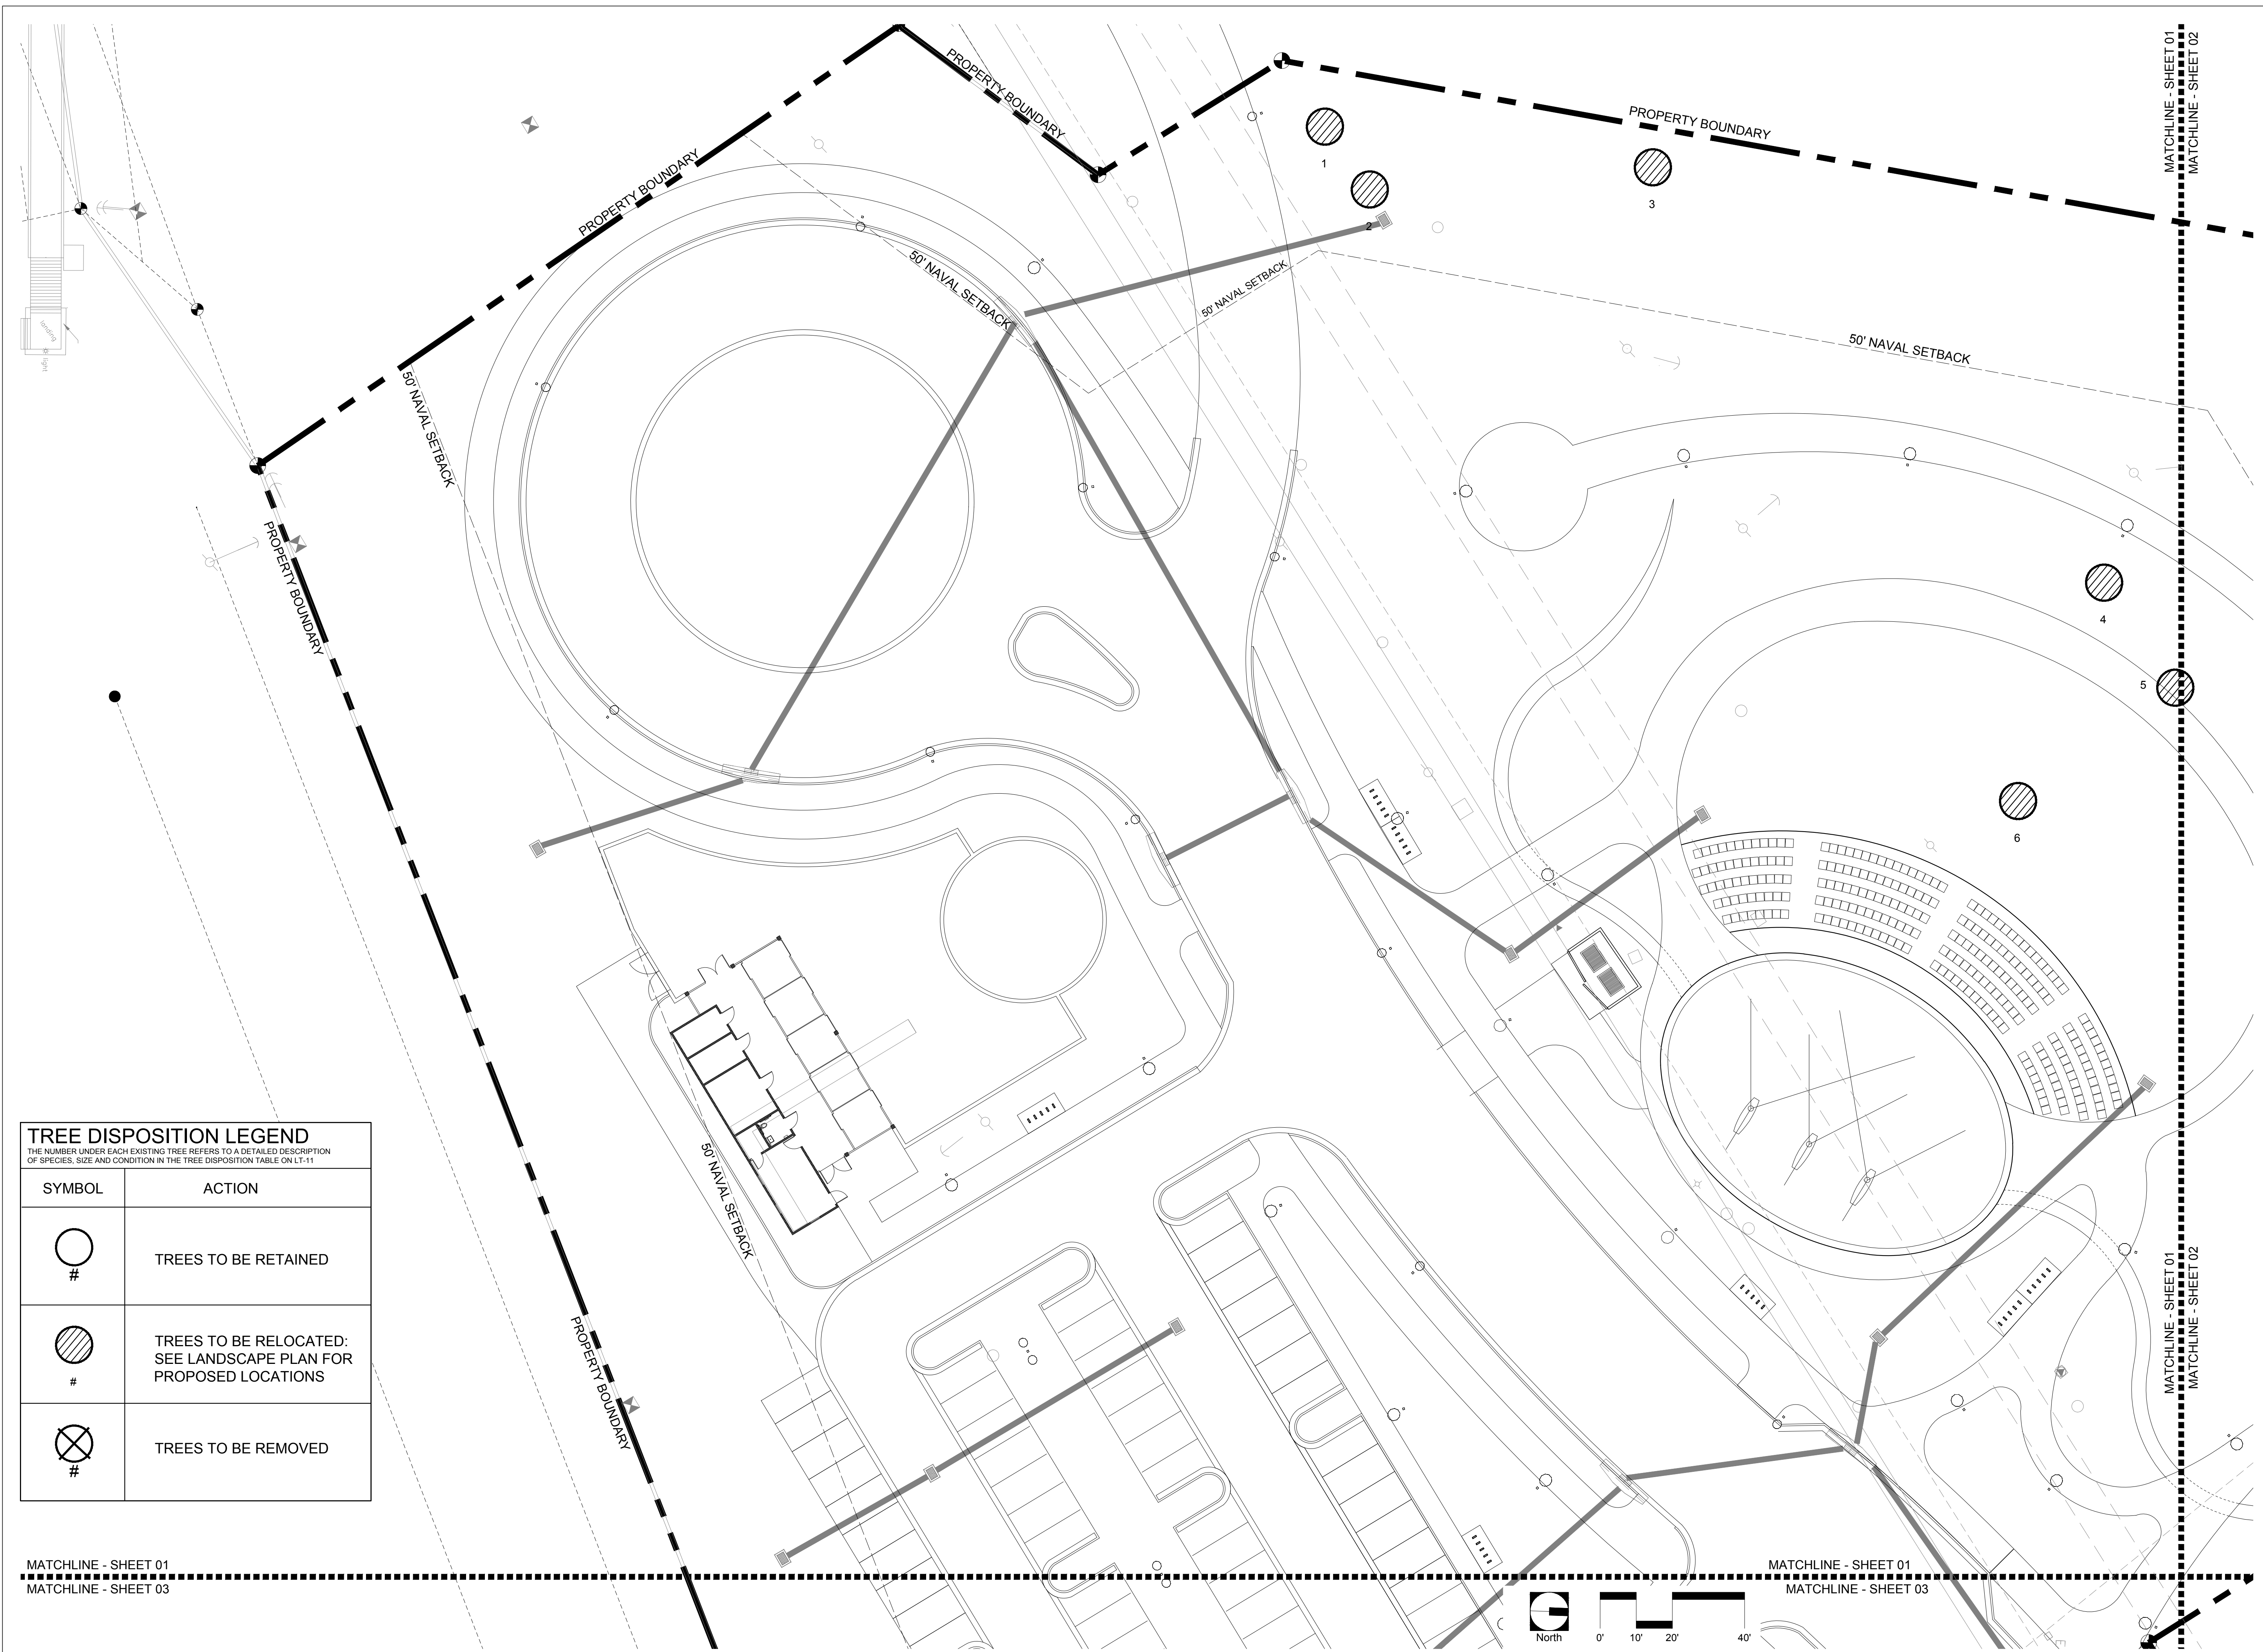 PROPERTY BOUNDARY
PROPERTY BOUNDARY
PROPERTY BOUNDARY
MATCHLINE - SHEET 01
MATCHLINE - SHEET 02
1
2
3
50' NAVAL SETBACK
50' NAVAL SETBACK
50' NAVAL SETBACK
50' NAVAL SETBACK
landing
light
PROPERTY BOUNDARY
4
5
6
TREE DISPOSITION LEGEND
THE NUMBER UNDER EACH EXISTING TREE REFERS TO A DETAILED DESCRIPTION
OF SPECIES, SIZE AND CONDITION IN THE TREE DISPOSITION TABLE ON LT-11
SYMBOL
ACTION
#
TREES TO BE RETAINED
#
TREES TO BE RELOCATED:
SEE LANDSCAPE PLAN FOR
PROPOSED LOCATIONS
#
TREES TO BE REMOVED
50' NAVAL SETBACK
PROPERTY BOUNDARY
MATCHLINE - SHEET 01
MATCHLINE - SHEET 02
MATCHLINE - SHEET 01
MATCHLINE - SHEET 03
MATCHLINE - SHEET 01
MATCHLINE - SHEET 03
North
0'
10'
20'
40'